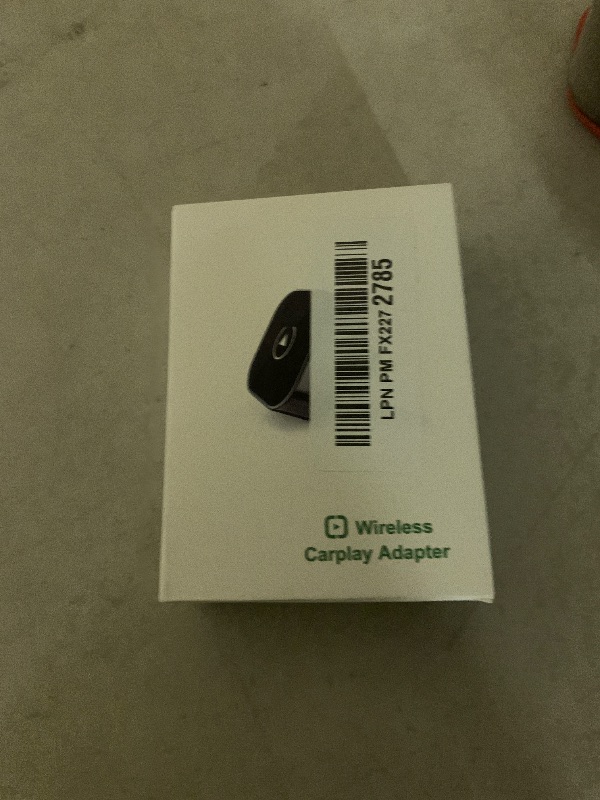 LPN PM FX227 2785
Wireless
Carplay Adapter